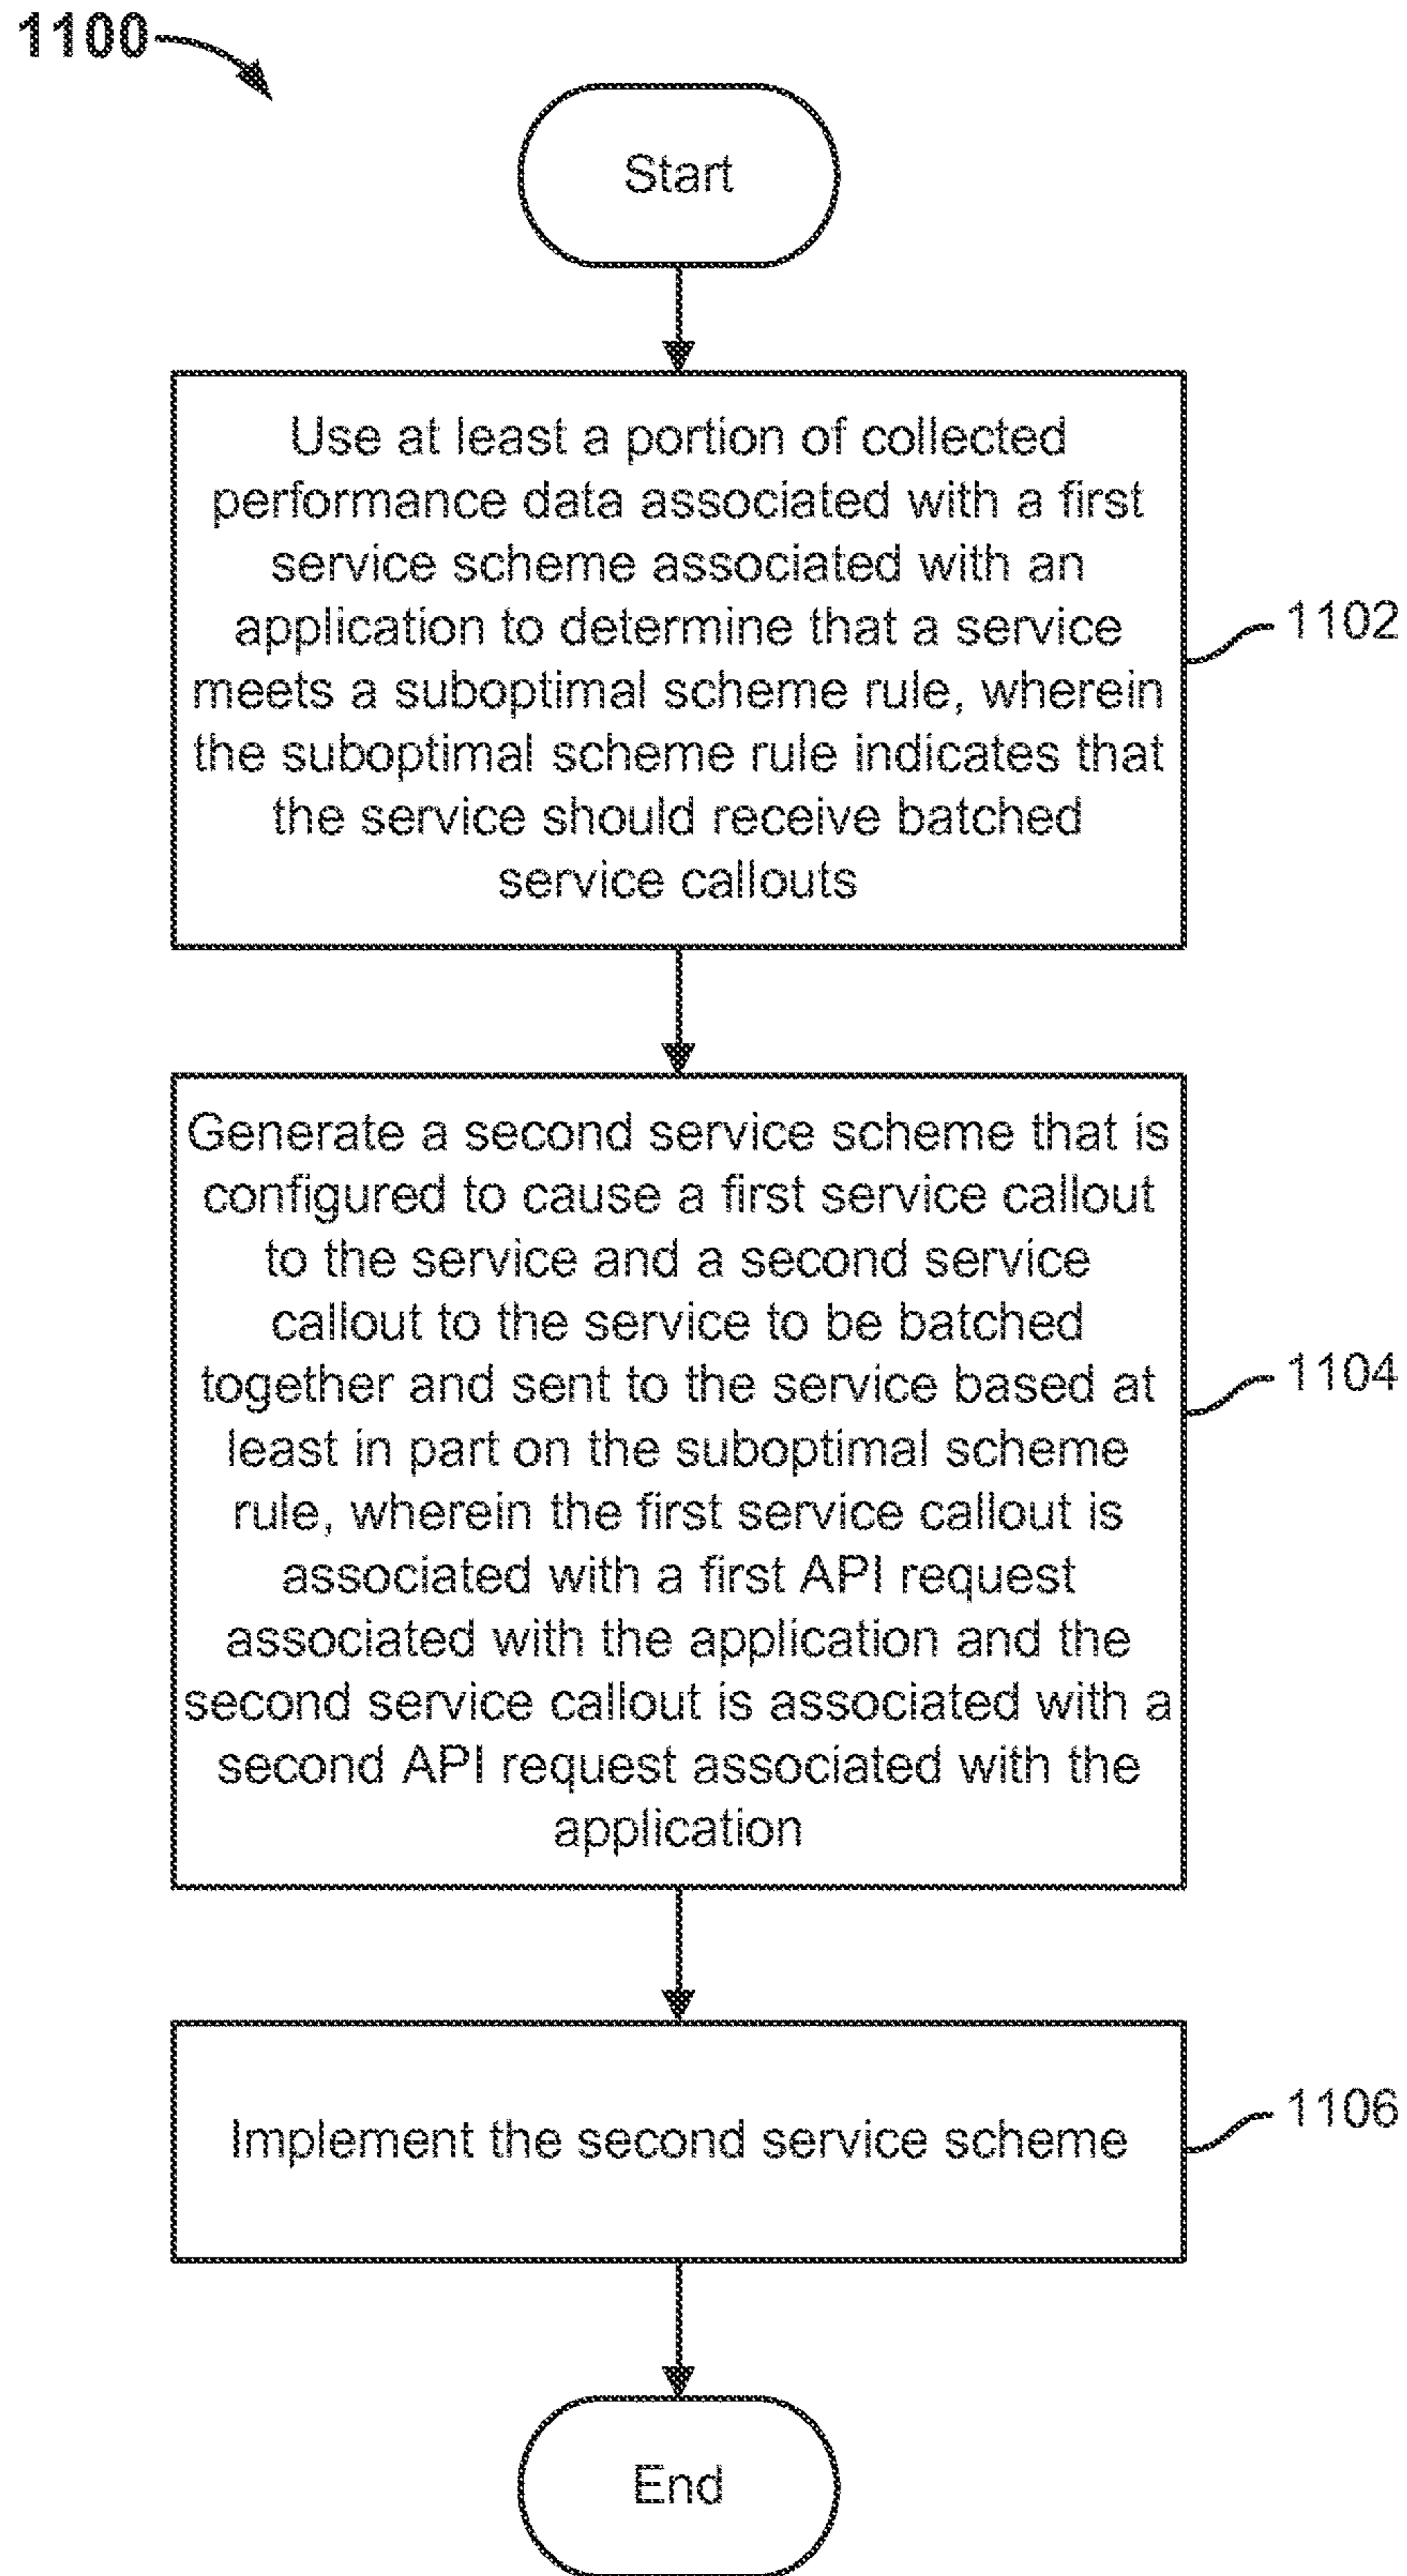 1100
Start
Use at least a portion of collected
performance data associated with a first
service scheme associated with an
application to determine that a service
meets a suboptimal scheme rule, wherein
the suboptimal scheme rule indicates that
the service should receive batched
service callouts
1102
Generate a second service scheme that is
configured to cause a first service callout
to the service and a second service
callout to the service to be batched
together and sent to the service based at
least in part on the suboptimal scheme
rule, wherein the first service callout is
associated with a first API request
associated with the application and the
second service callout is associated with a
second API request associated with the
application
1104
Implement the second service scheme
1106
End